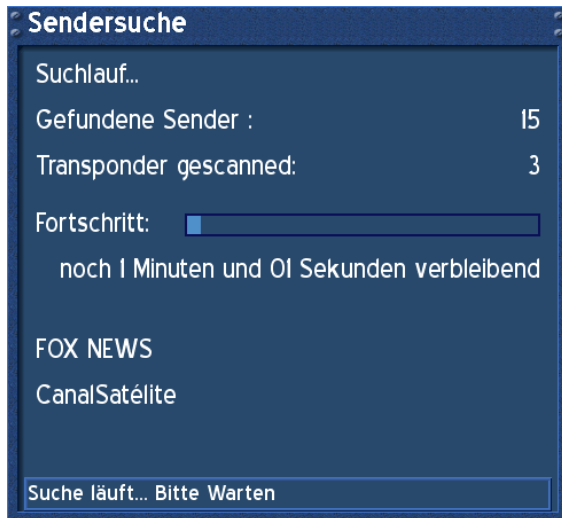 Sendersuche
Suchlauf...
Gefundene Sender : 15
Transponder gescanned: 3
Fortschritt:
noch 1 Minuten und 01 Sekunden verbleibend
FOX NEWS
CanalSatélite
Suche läuft... Bitte Warten